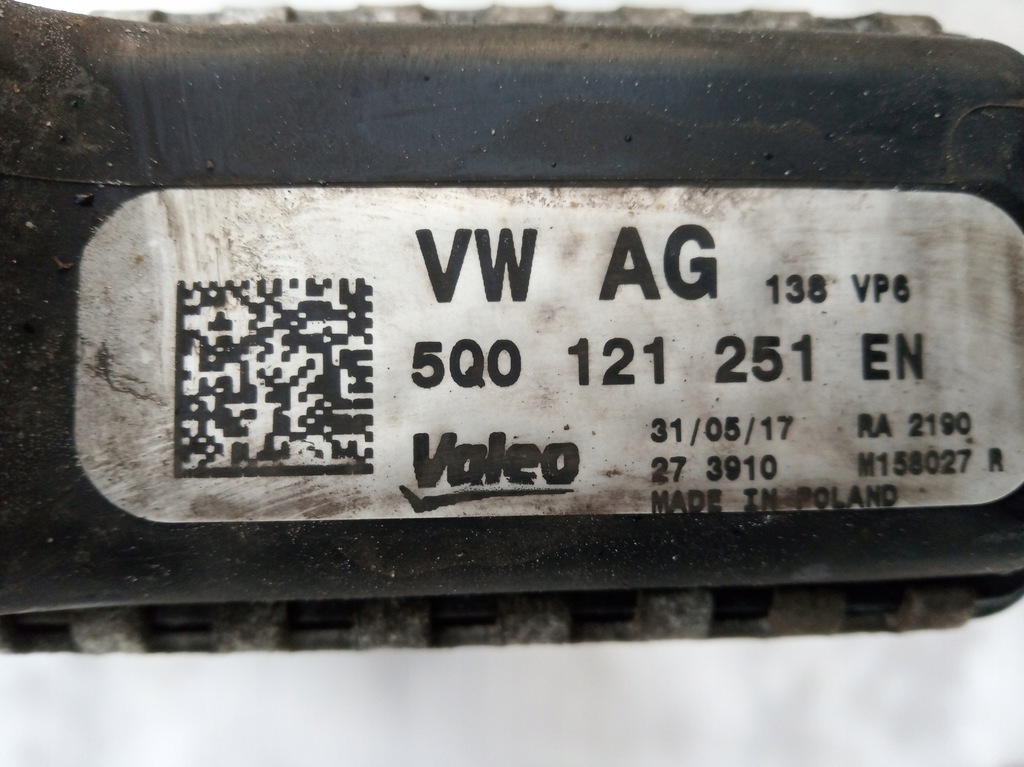 VW AG 138 VP6
5Q0 121 251 EN
Valeo
31/05/17 RA 2190
27 3910 M158027 R
MADE IN POLAND